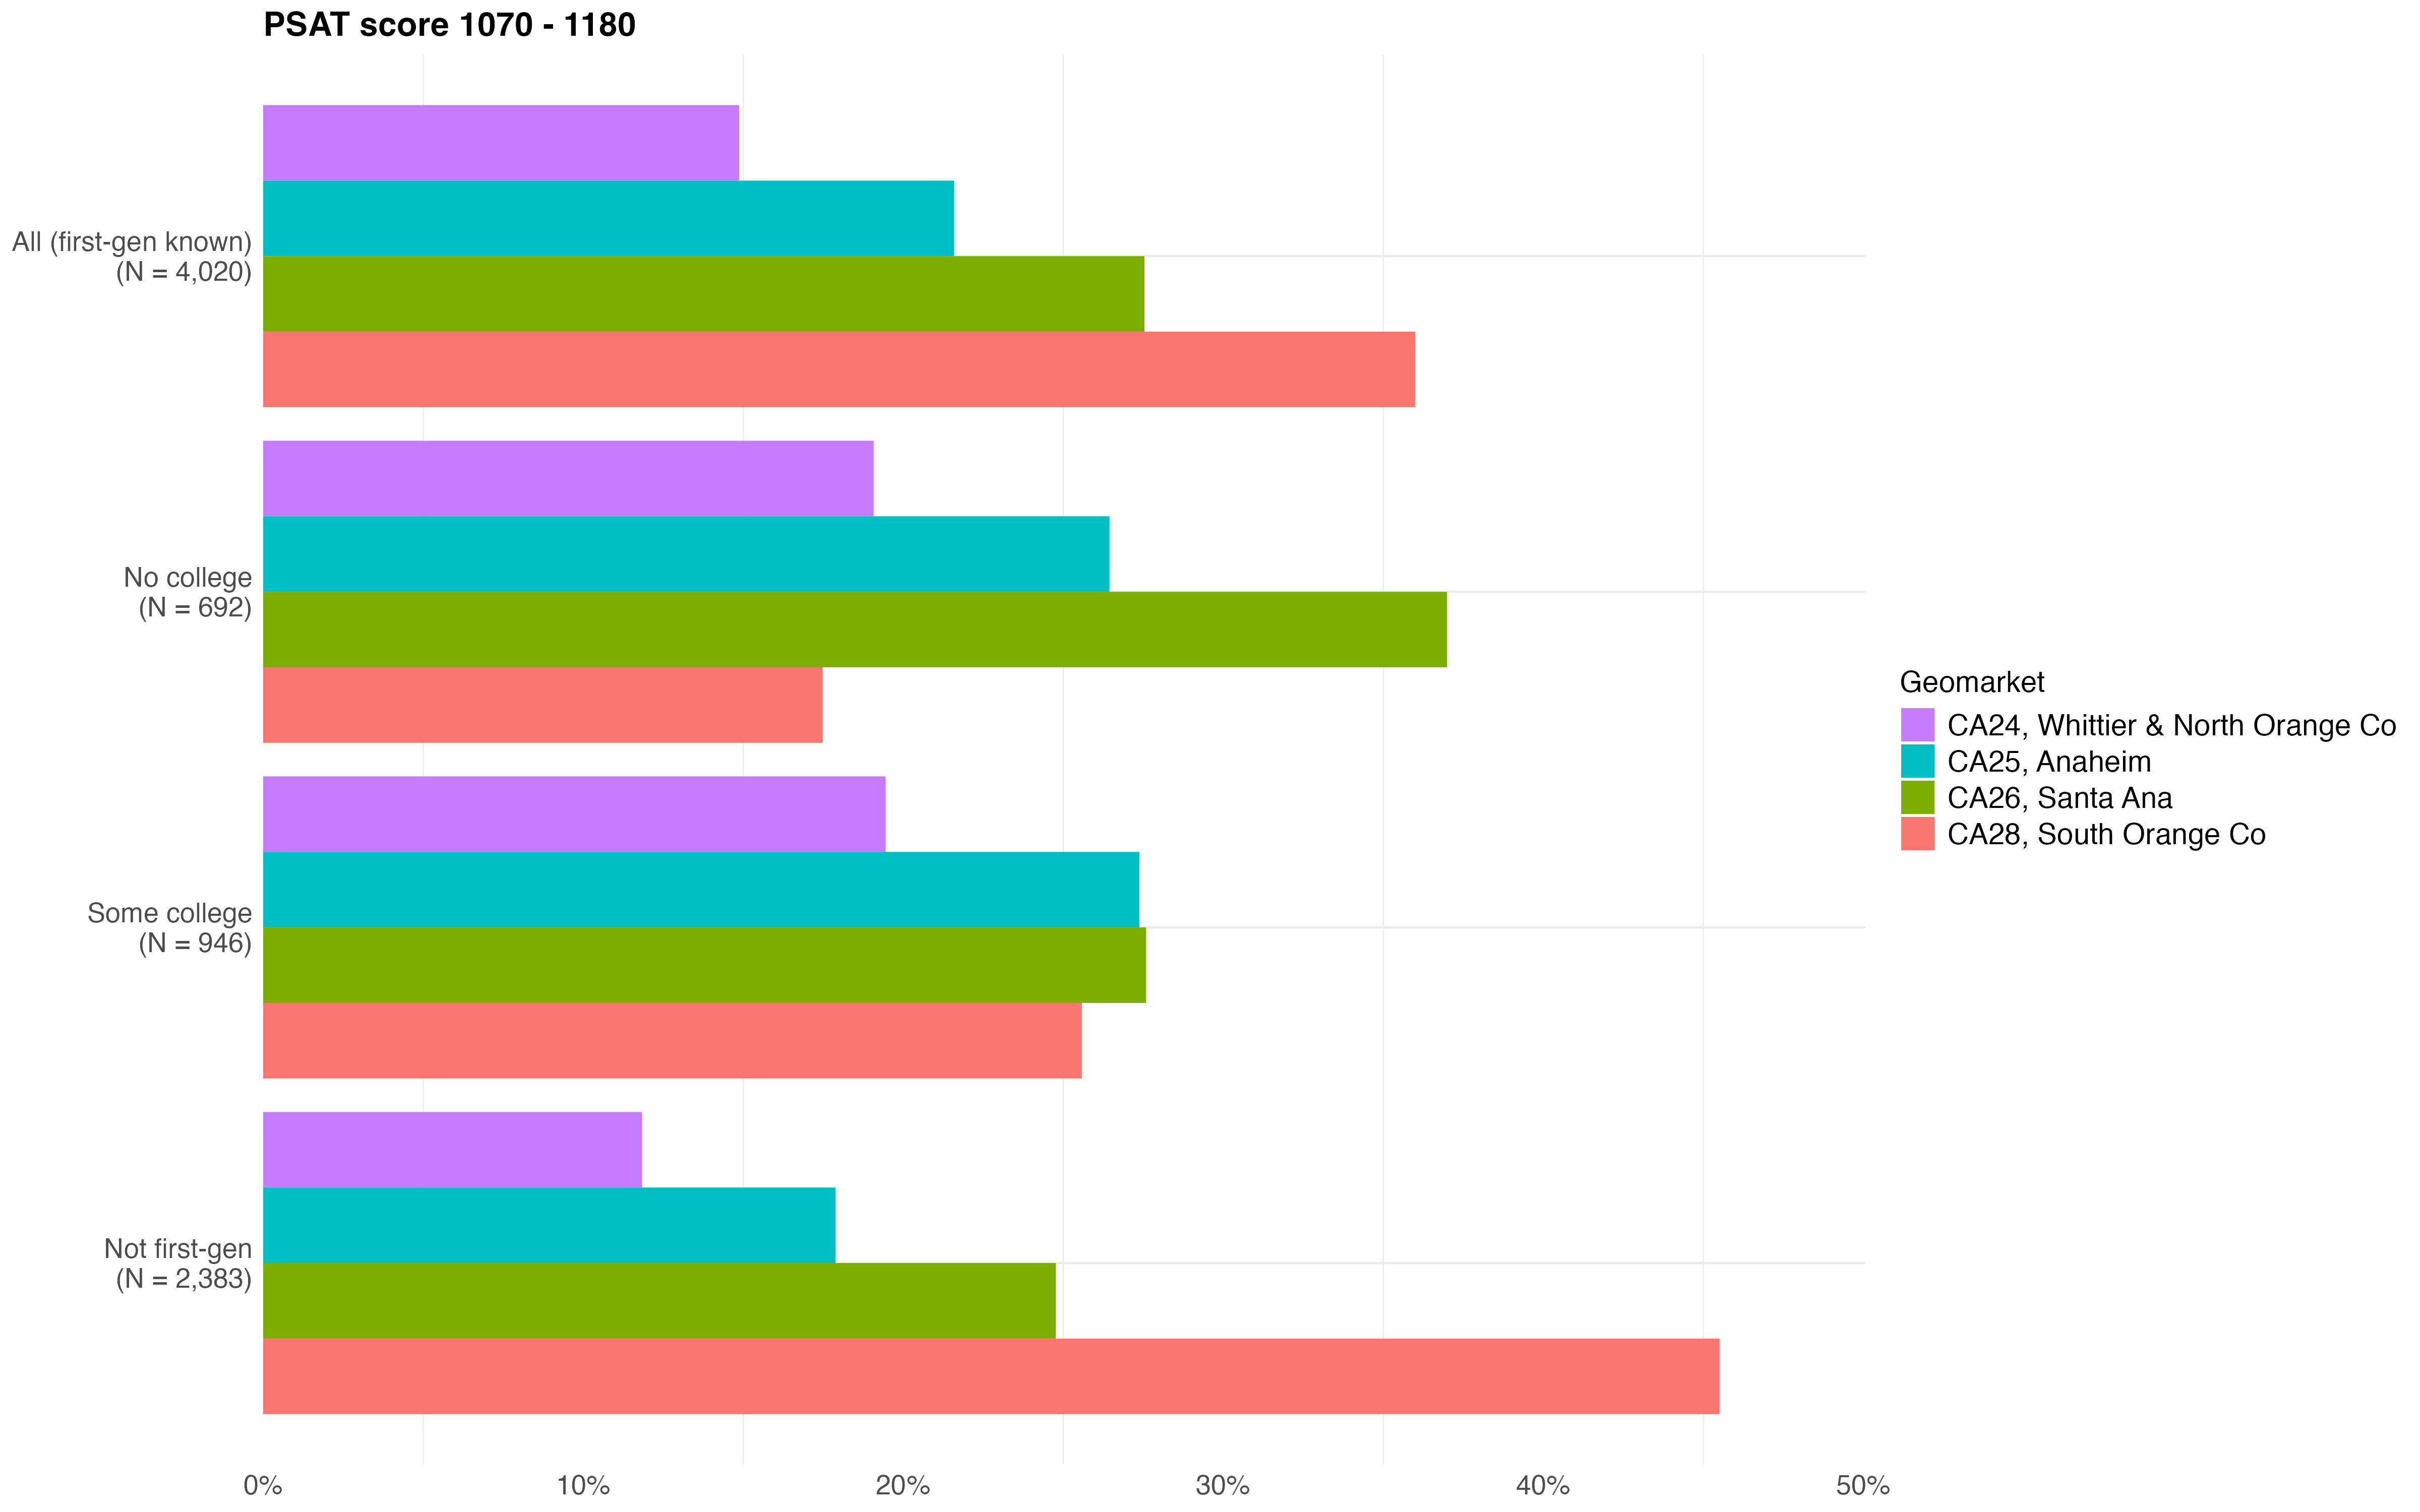 PSAT score 1070 - 1180
All (first-gen known)
(N = 4,020)
No college
(N = 692)
Some college
(N = 946)
Not first-gen
(N = 2,383)
0%
10%
20%
30%
40%
50%
Geomarket
CA24, Whittier & North Orange Co
CA25, Anaheim
CA26, Santa Ana
CA28, South Orange Co